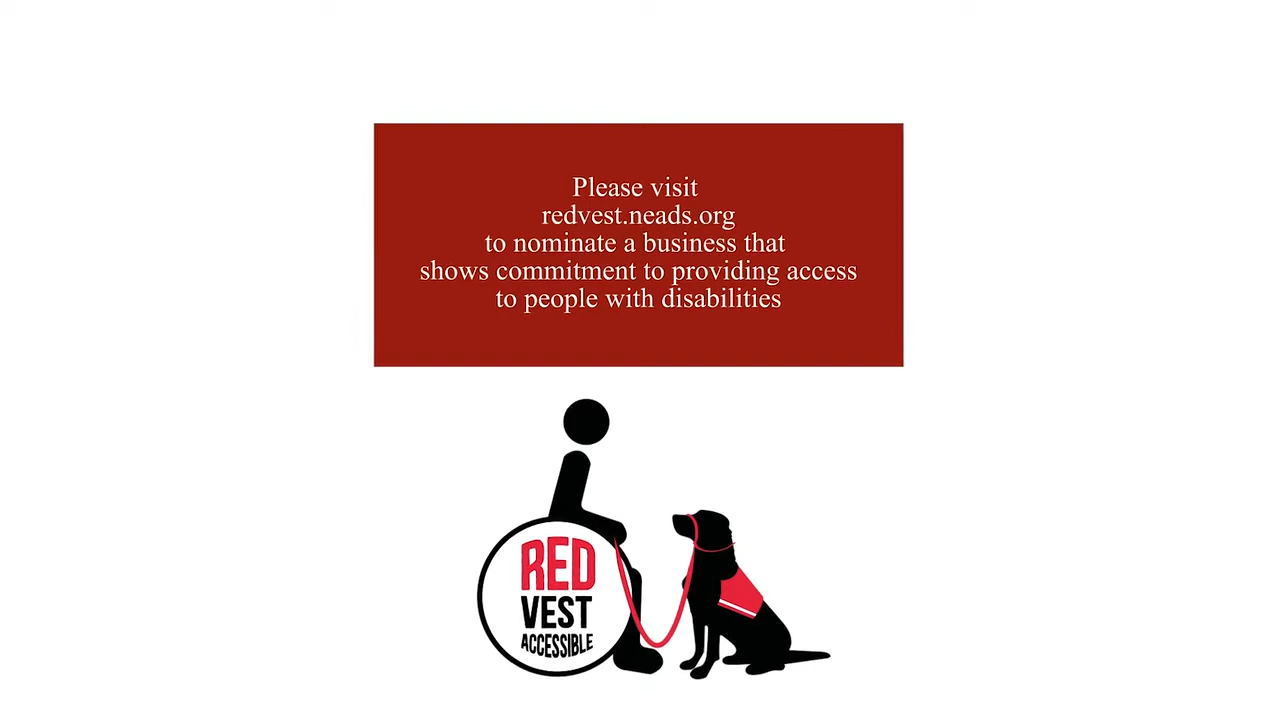 Please visit
redvest.neads.org
to nominate a business that
shows commitment to providing access
to people with disabilities
RED
VEST
ACCESSIBLE